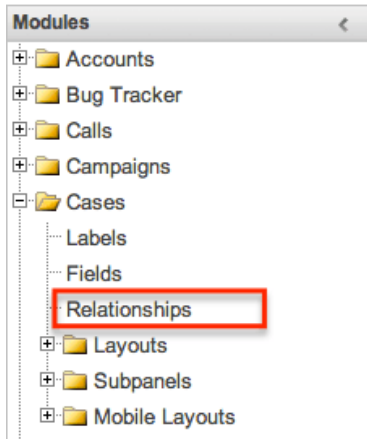 Modules
Accounts
Bug Tracker
Calls
Campaigns
Cases
Labels
Fields
Relationships
Layouts
Subpanels
Mobile Layouts